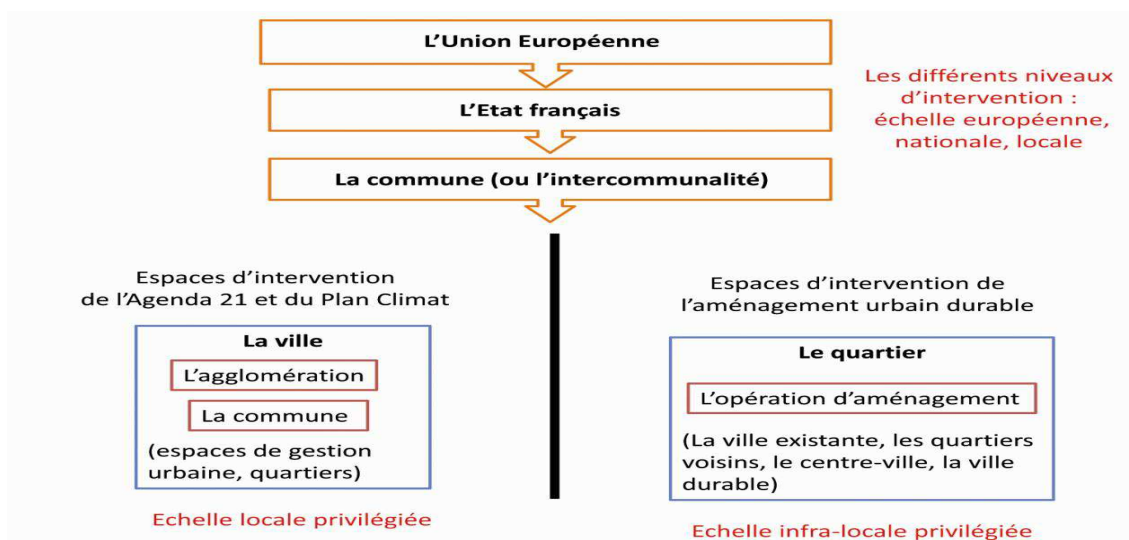 L'Union Européenne
L'Etat français
La commune (ou l'intercommunalité)
Les différents niveaux
d'intervention :
échelle européenne,
nationale, locale
Espaces d'intervention
de l'Agenda 21 et du Plan Climat
La ville
L'agglomération
La commune
(espaces de gestion
urbaine, quartiers)
Echelle locale privilégiée
Espaces d'intervention de
l'aménagement urbain durable
Le quartier
L'opération d'aménagement
(La ville existante, les quartiers
voisins, le centre-ville, la ville
durable)
Echelle infra-locale privilégiée